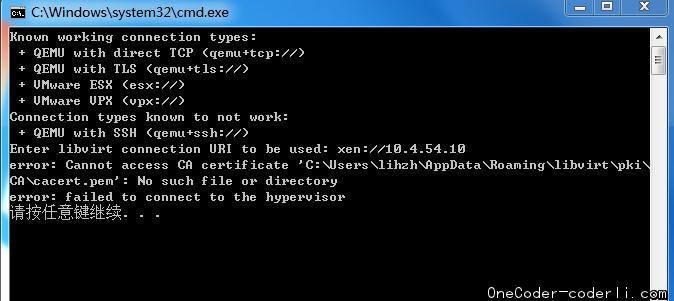 C:\Windows\system32\cmd.exe
Known working connection types:
+ QEMU with direct TCP (qemu+tcp://)
+ QEMU with TLS (qemu+tls://)
+ VMware ESX (esx://)
+ VMware VPX (vpx://)
Connection types known to not work:
+ QEMU with SSH (qemu+ssh://)
Enter libvirt connection URI to be used: xen://10.4.54.10
error: Cannot access CA certificate 'C:\Users\lihzh\AppData\Roaming\libvirt\pki\
CA\cacert.pem': No such file or directory
error: failed to connect to the hypervisor
请按任意键继续. . .
OneCoder-coderli.com